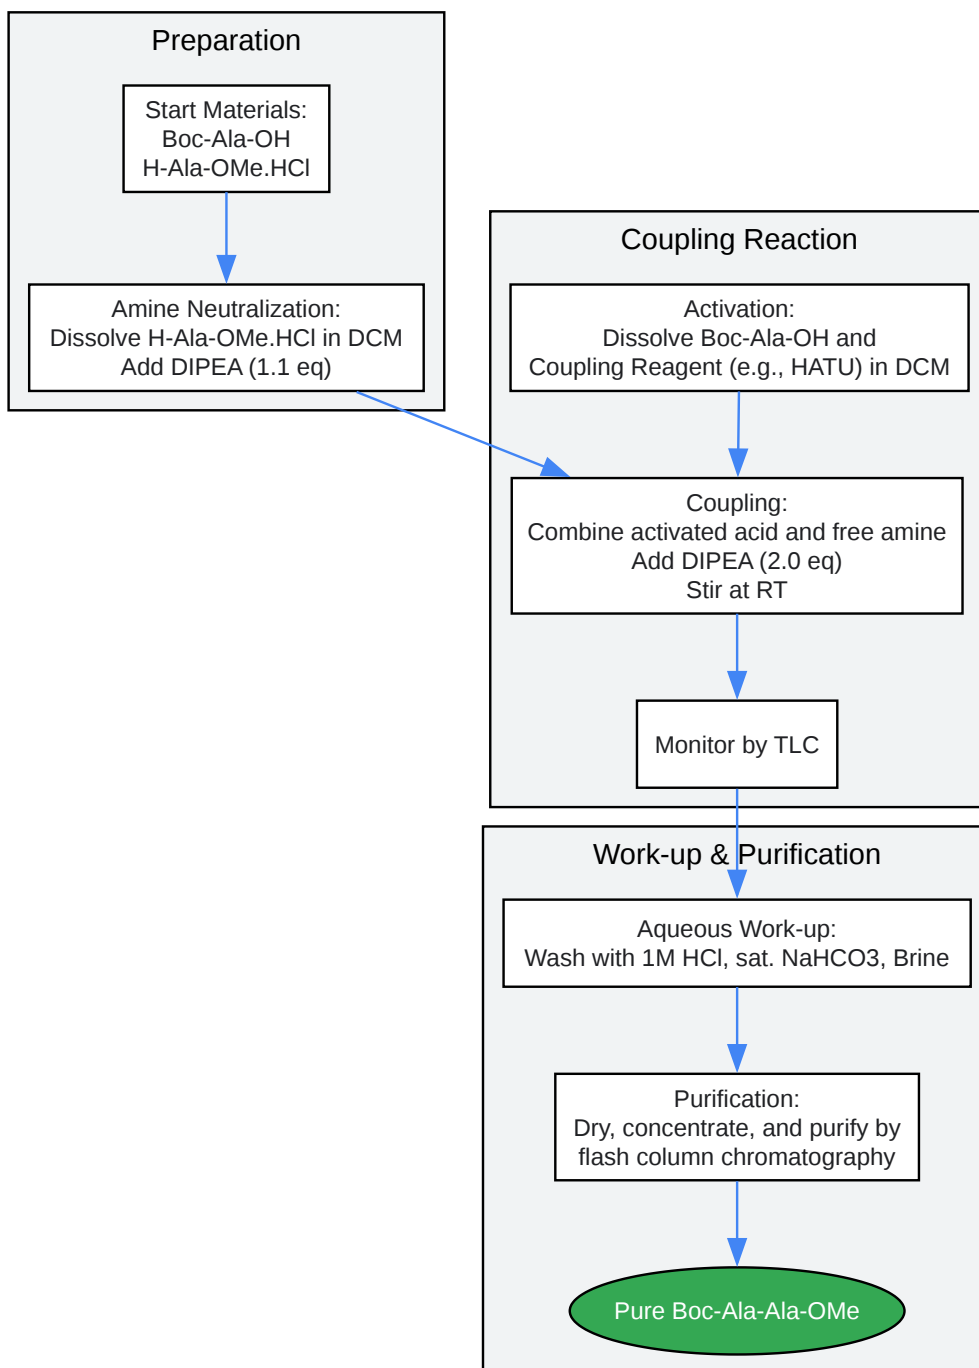 Preparation
Start Materials:
Boc-Ala-OH
H-Ala-OMe.HCl
Amine Neutralization:
Dissolve H-Ala-OMe.HCl in DCM
Add DIPEA (1.1 eq)
Coupling Reaction
Activation:
Dissolve Boc-Ala-OH and
Coupling Reagent (e.g., HATU) in DCM
Coupling:
Combine activated acid and free amine
Add DIPEA (2.0 eq)
Stir at RT
Monitor by TLC
Work-up & Purification
Aqueous Work-up:
Wash with 1M HCl, sat. NaHCO3, Brine
Purification:
Dry, concentrate, and purify by
flash column chromatography
Pure Boc-Ala-Ala-OMe